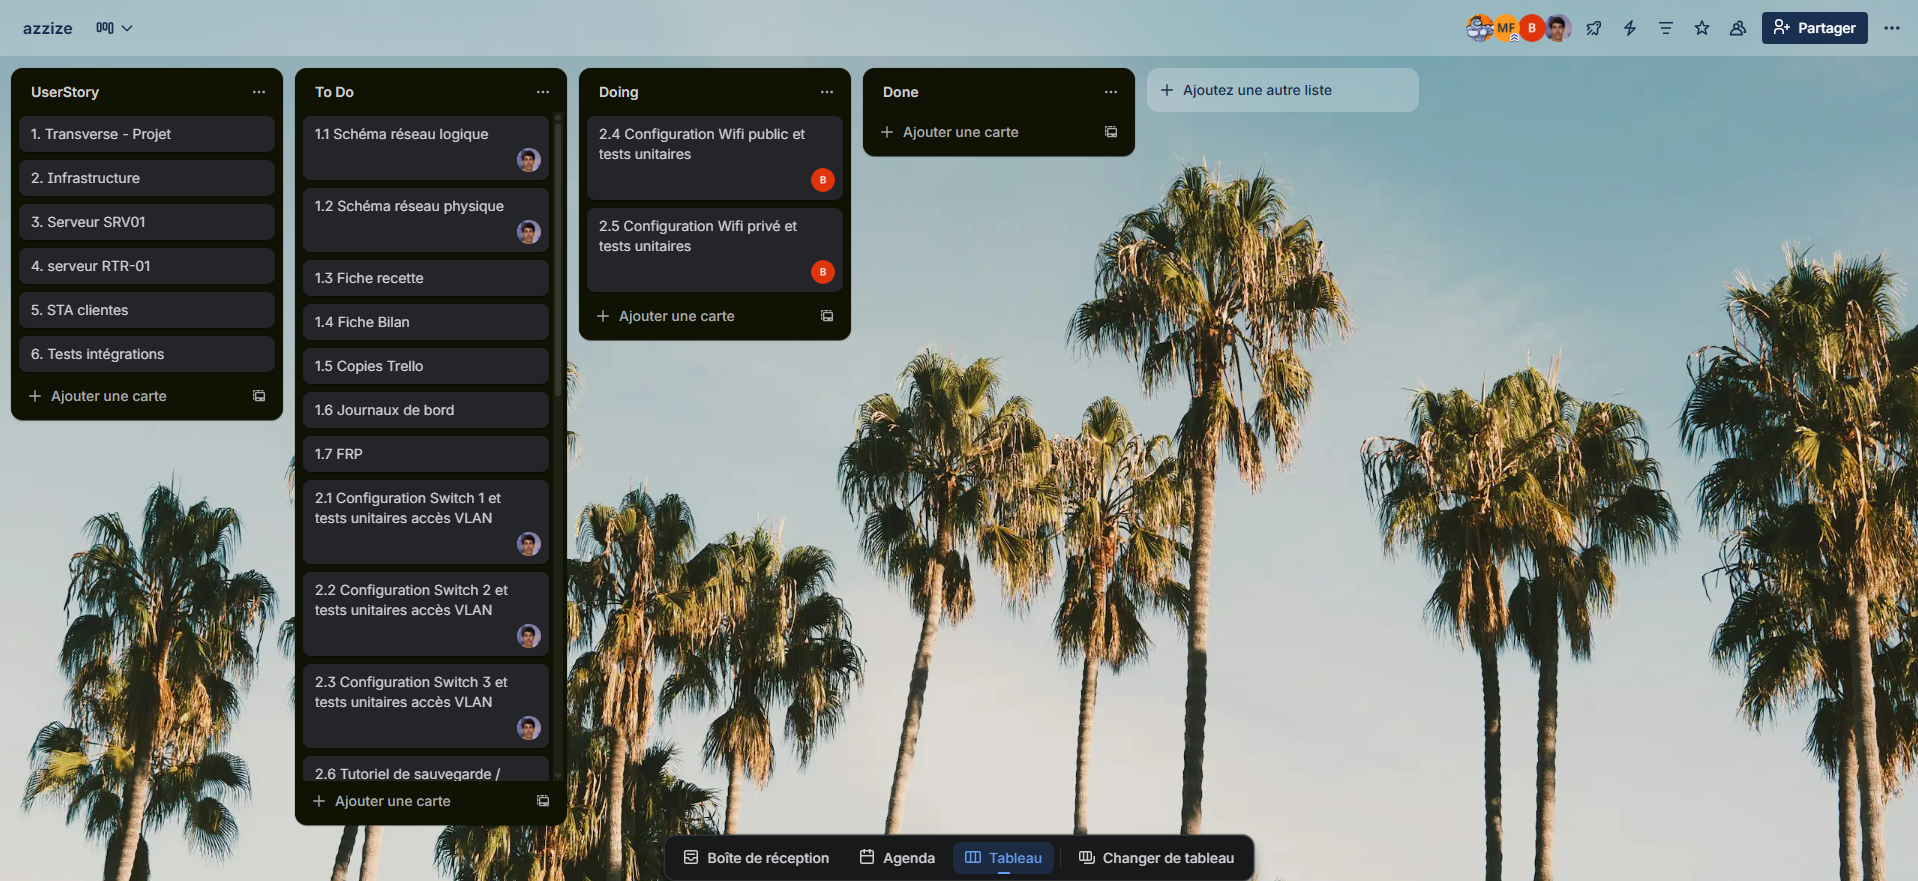 azzize
MF
B
Partager
UserStory
1. Transverse - Projet
2. Infrastructure
3. Serveur SRV01
4. serveur RTR-01
5. STA clientes
6. Tests intégrations
Ajouter une carte
To Do
1.1 Schéma réseau logique
1.2 Schéma réseau physique
1.3 Fiche recette
1.4 Fiche Bilan
1.5 Copies Trello
1.6 Journaux de bord
1.7 FRP
2.1 Configuration Switch 1 et
tests unitaires accès VLAN
2.2 Configuration Switch 2 et
tests unitaires accès VLAN
2.3 Configuration Switch 3 et
tests unitaires accès VLAN
2.6 Tutoriel de sauvegarde /
Ajouter une carte
Doing
2.4 Configuration Wifi public et
tests unitaires
B
2.5 Configuration Wifi privé et
tests unitaires
B
Ajouter une carte
Done
Ajouter une carte
Ajoutez une autre liste
Boîte de réception
Agenda
Tableau
Changer de tableau